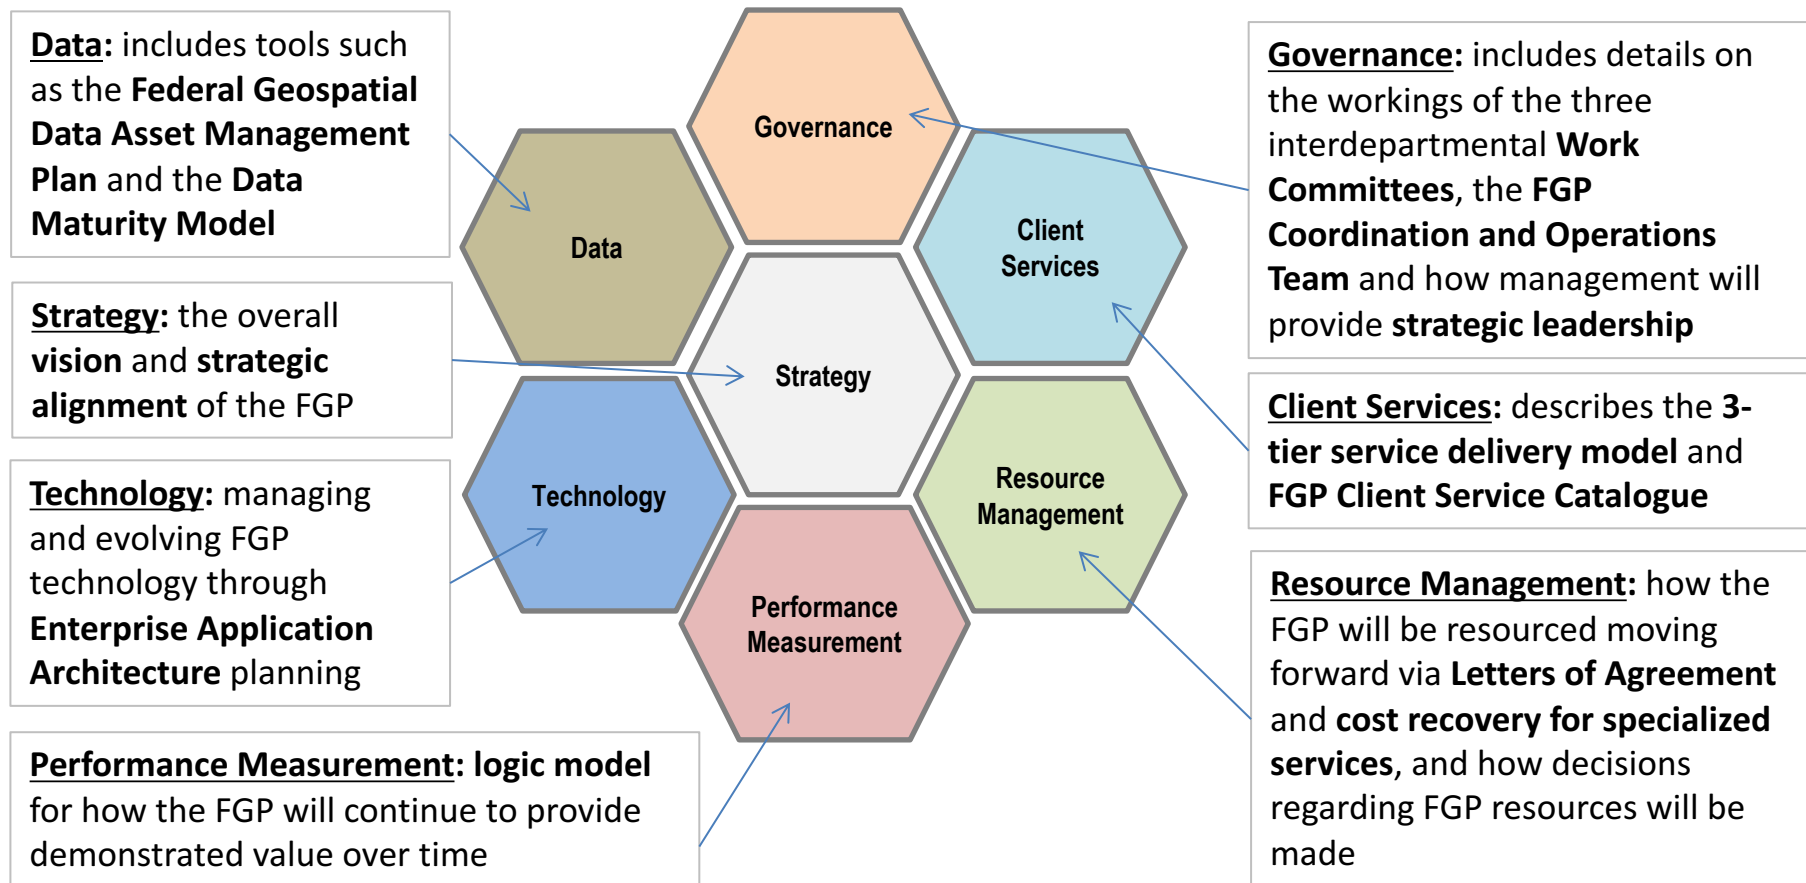 Data: includes tools such
as the Federal Geospatial
Data Asset Management
Plan and the Data
Maturity Model
Strategy: the overall
vision and strategic
alignment of the FGP
Technology: managing
and evolving FGP
technology through
Enterprise Application
Architecture planning
Performance Measurement: logic model
for how the FGP will continue to provide
demonstrated value over time
Governance
Data
Client
Services
Strategy
Technology
Resource
Management
Performance
Measurement
Governance: includes details on
the workings of the three
interdepartmental Work
Committees, the FGP
Coordination and Operations
Team and how management will
provide strategic leadership
Client Services: describes the 3-
tier service delivery model and
FGP Client Service Catalogue
Resource Management: how the
FGP will be resourced moving
forward via Letters of Agreement
and cost recovery for specialized
services, and how decisions
regarding FGP resources will be
made